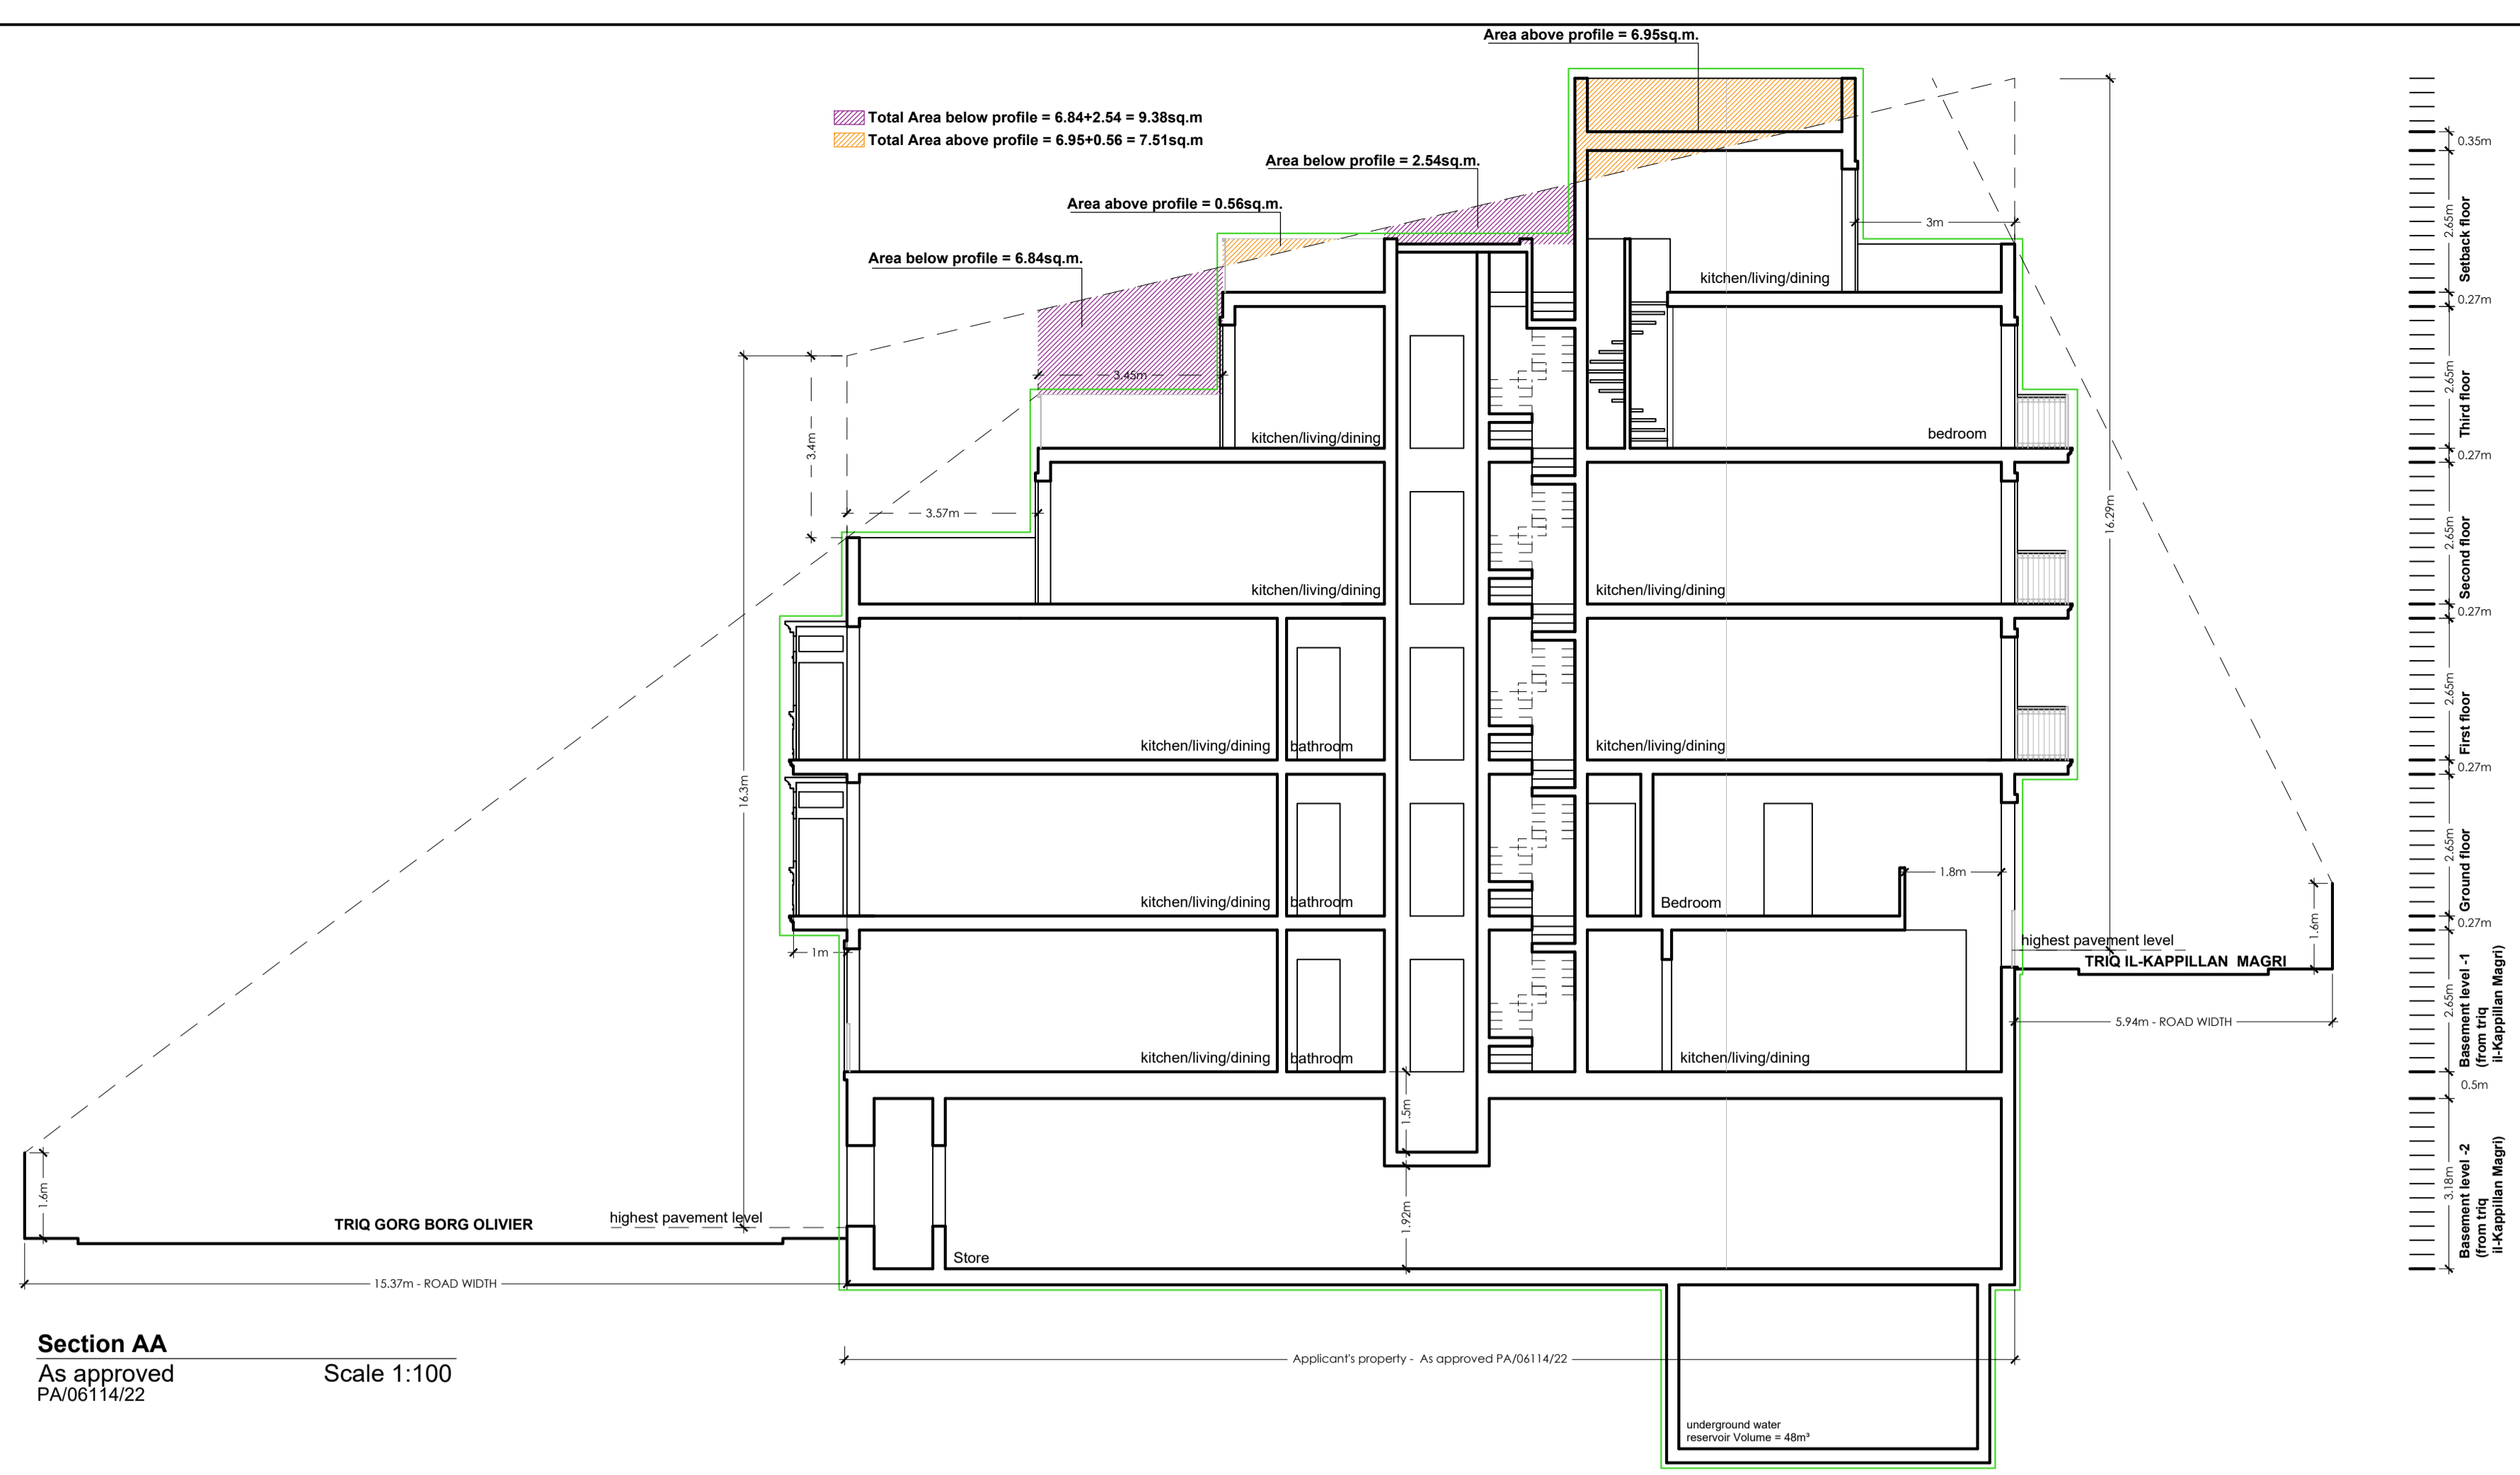 Area above profile = 6.95sq.m.
Total Area below profile = 6.84+2.54 = 9.38sq.m
Total Area above profile = 6.95+0.56 = 7.51sq.m
Area below profile = 2.54sq.m.
Area above profile = 0.56sq.m.
Area below profile = 6.84sq.m.
3m
kitchen/living/dining
3.45m
3.4m
kitchen/living/dining
bedroom
3.57m
16.29m
kitchen/living/dining
kitchen/living/dining
16.3m
kitchen/living/dining
bathroom
kitchen/living/dining
1.8m
kitchen/living/dining
bathroom
Bedroom
1m
1.6m
highest pavement level
TRIQ IL-KAPPILLAN MAGRI
5.94m - ROAD WIDTH
kitchen/living/dining
bathroom
kitchen/living/dining
1.5m
1.6m
1.92m
TRIQ GORG BORG OLIVIER
highest pavement level
Store
15.37m - ROAD WIDTH
Applicant's property - As approved PA/06114/22
underground water
reservoir Volume = 48m³
0.35m
2.65m
Setback floor
0.27m
2.65m
Third floor
0.27m
2.65m
Second floor
0.27m
2.65m
First floor
0.27m
2.65m
Ground floor
0.27m
2.65m
Basement level -1
(from triq
il-Kappillan Magri)
0.5m
3.18m
Basement level -2
(from triq
il-Kappillan Magri)
Section AA
As approved
Scale 1:100
PA/06114/22